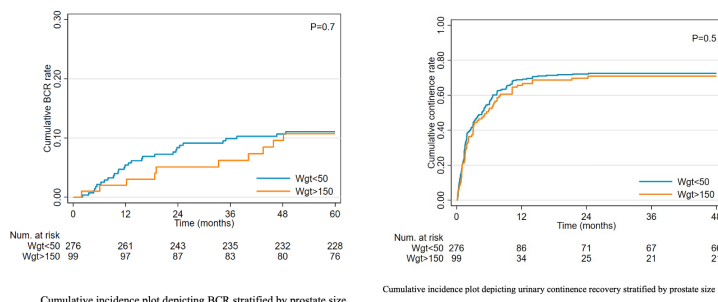 0.30
P=0.7
0.20
Cumulative BCR rate
0.10
0.00
Wgt<50
Wgt>150
0 12 24 36 48 60
Time (months)
Num. at risk
Wgt<50 276 261 243 235 232 228
Wgt>150 99 97 87 83 80 76
Cumulative incidence plot depicting BCR stratified by prostate size
1.00
P=0.5
0.80
Cumulative continence rate
0.60
0.40
0.20
0.00
Wgt<50
Wgt>150
0 12 24 36 48
Time (months)
Num. at risk
Wgt<50 276 86 71 67
Wgt>150 99 34 25 21
Cumulative incidence plot depicting urinary continence recovery stratified by prostate size